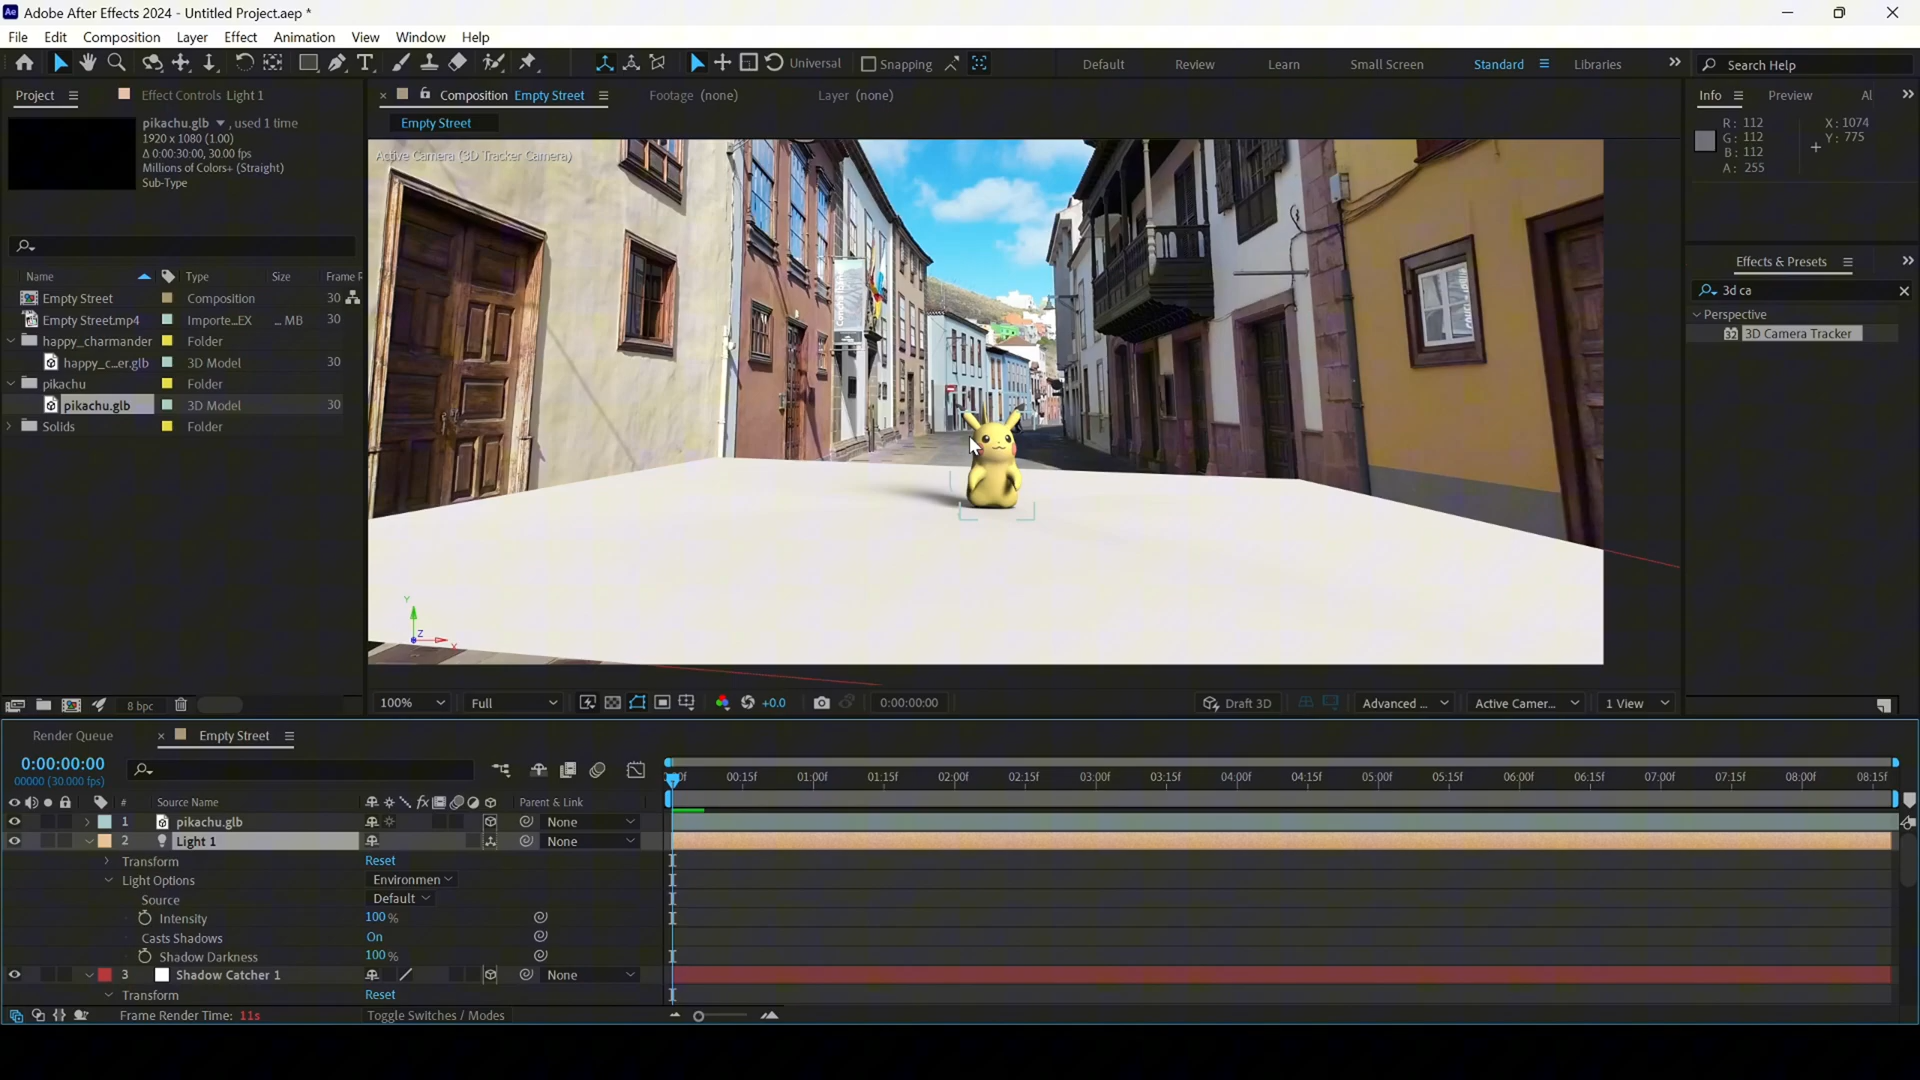 Ae Adobe After Effects 2024 - Untitled Project.aep *
File Edit Composition Layer Effect Animation View Window Help
Universal Snapping Default Review Learn Small Screen Standard Libraries Search Help
Project Effect Controls Light 1 Composition Empty Street Footage (none) Layer (none) Info Preview Al
pikachu.glb , used 1 time
1920 x 1080 (1.00)
Δ 0:00:30:00, 30.00 fps
Millions of Colors+ (Straight)
Sub-Type
Empty Street
Active Camera (3D Tracker Camera)
R: 112 X: 1074
G: 112 Y: 775
B: 112
A: 255
Effects & Presets
3d ca
Perspective
32 3D Camera Tracker
Name Type Size Frame R
Empty Street Composition 30
Empty Street.mp4 Importe...EX ... MB 30
happy_charmander Folder
happy_c...er.glb 3D Model 30
pikachu Folder
pikachu.glb 3D Model 30
Solids Folder
Y
Z
X
8 bpc 100% Full +0.0 0:00:00:00 Draft 3D Advanced ... Active Camer... 1 View
Render Queue Empty Street
0:00:00:00
00000 (30.000 fps)
:00f 00:15f 01:00f 01:15f 02:00f 02:15f 03:00f 03:15f 04:00f 04:15f 05:00f 05:15f 06:00f 06:15f 07:00f 07:15f 08:00f 08:15f
# Source Name fx Parent & Link
1 pikachu.glb None
2 Light 1 None
Transform Reset
Light Options Environmen
Source Default
Intensity 100 %
Casts Shadows On
Shadow Darkness 100 %
3 Shadow Catcher 1 None
Transform Reset
Frame Render Time: 11s Toggle Switches / Modes